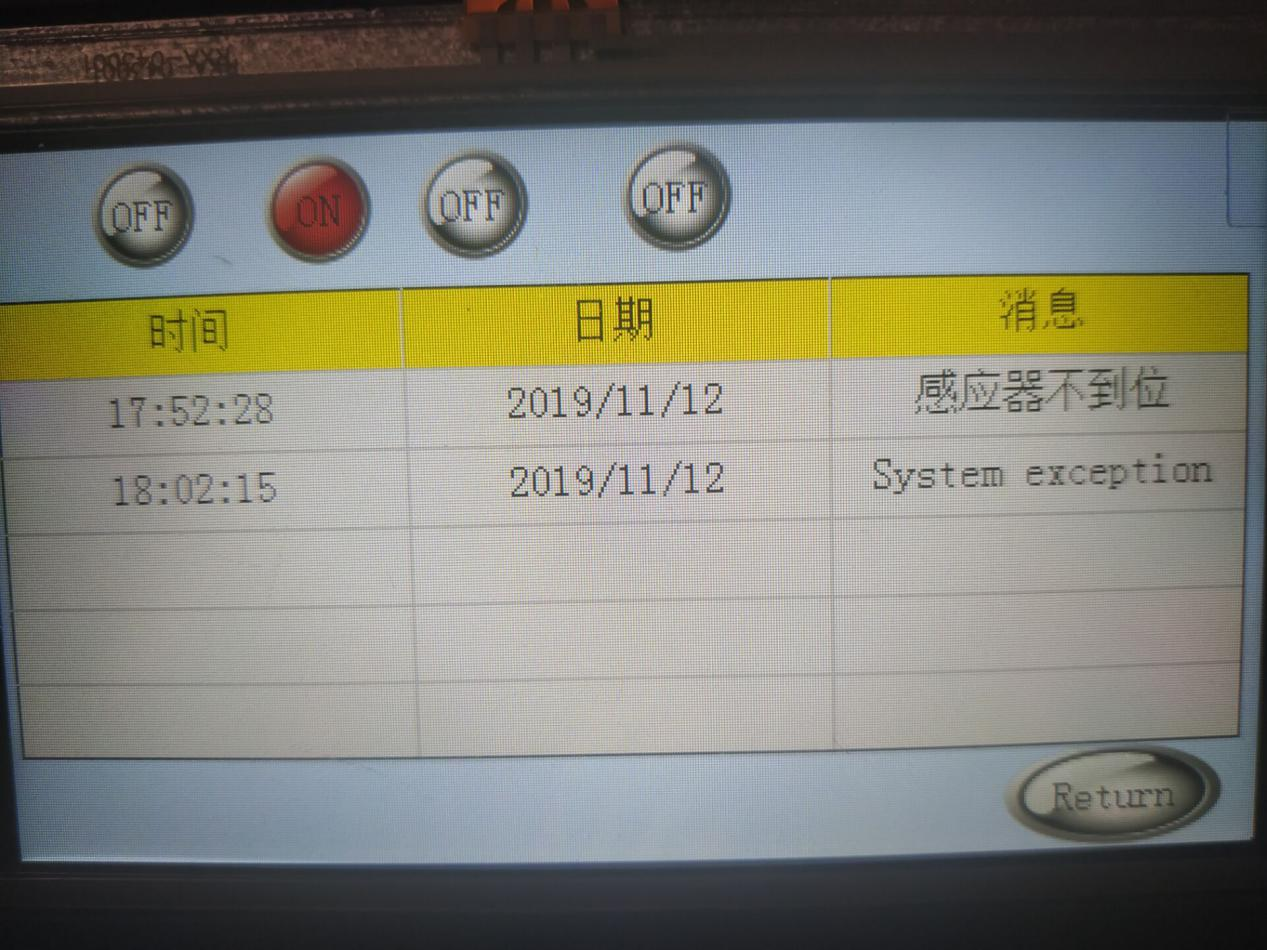 OFF ON OFF OFF
时间 日期 消息
17:52:28 2019/11/12 感应器不到位
18:02:15 2019/11/12 System exception
Return